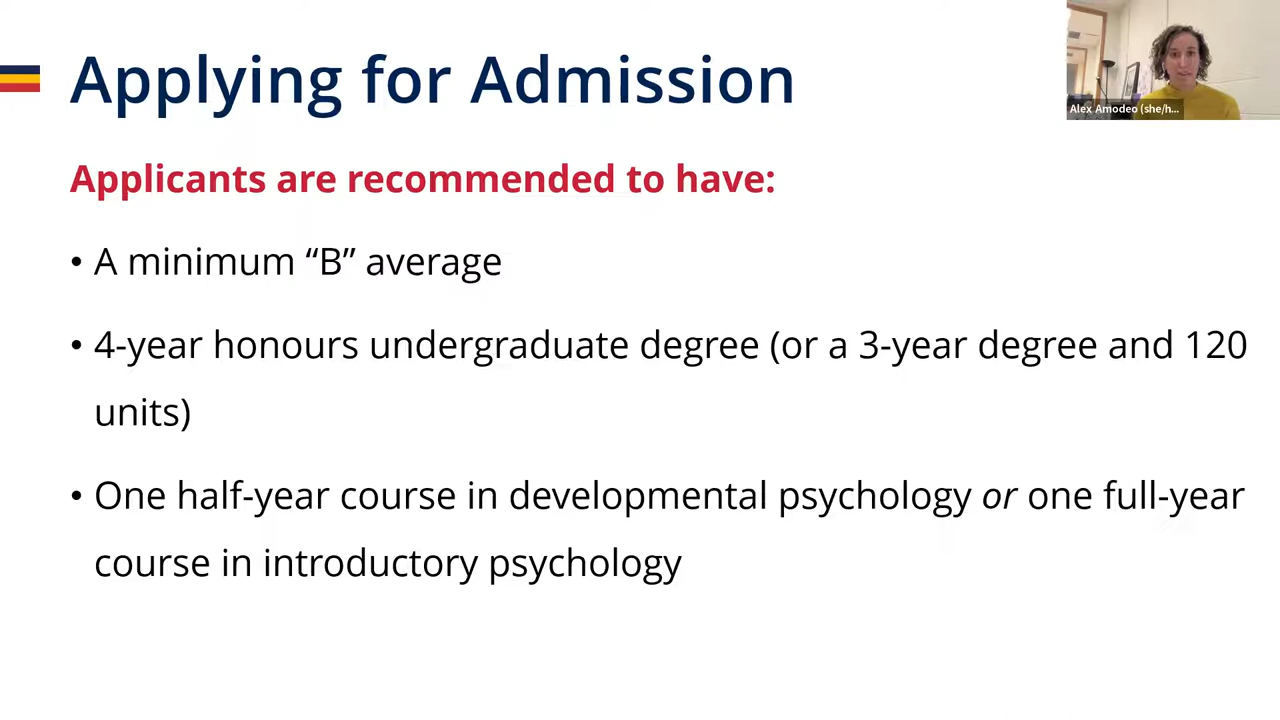 Applying for Admission
Alex Amodeo (she/h...
Applicants are recommended to have:
• A minimum “B” average
• 4-year honours undergraduate degree (or a 3-year degree and 120
units)
• One half-year course in developmental psychology or one full-year
course in introductory psychology